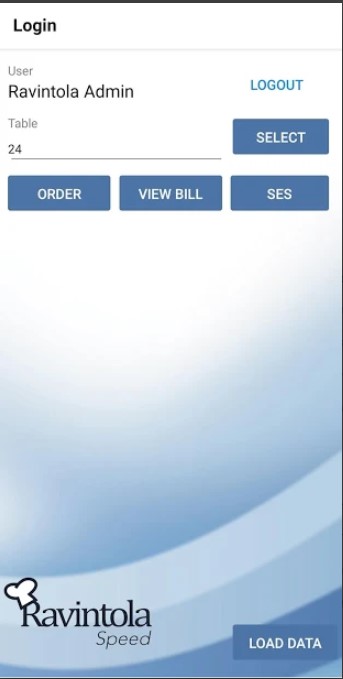 Login
User
Ravintola Admin
LOGOUT
Table
24
SELECT
ORDER
VIEW BILL
SES
Ravintola
Speed
LOAD DATA